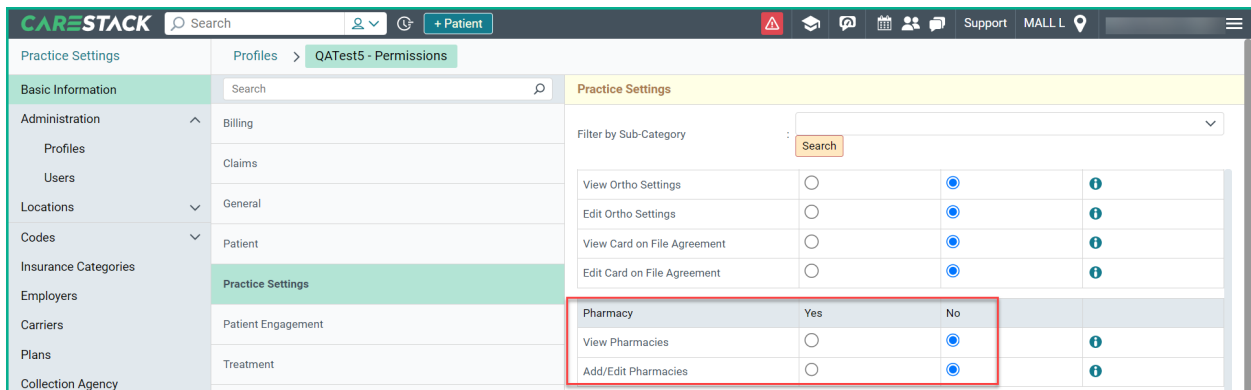 CARESTACK Search + Patient Support MALL L
Practice Settings Profiles > QATest5 - Permissions
Basic Information
Administration
Profiles
Users
Locations
Codes
Insurance Categories
Employers
Carriers
Plans
Collection Agency
Search
Billing
Claims
General
Patient
Practice Settings
Patient Engagement
Treatment
Practice Settings
Filter by Sub-Category :
Search
View Ortho Settings
Edit Ortho Settings
View Card on File Agreement
Edit Card on File Agreement
Pharmacy Yes No
View Pharmacies
Add/Edit Pharmacies